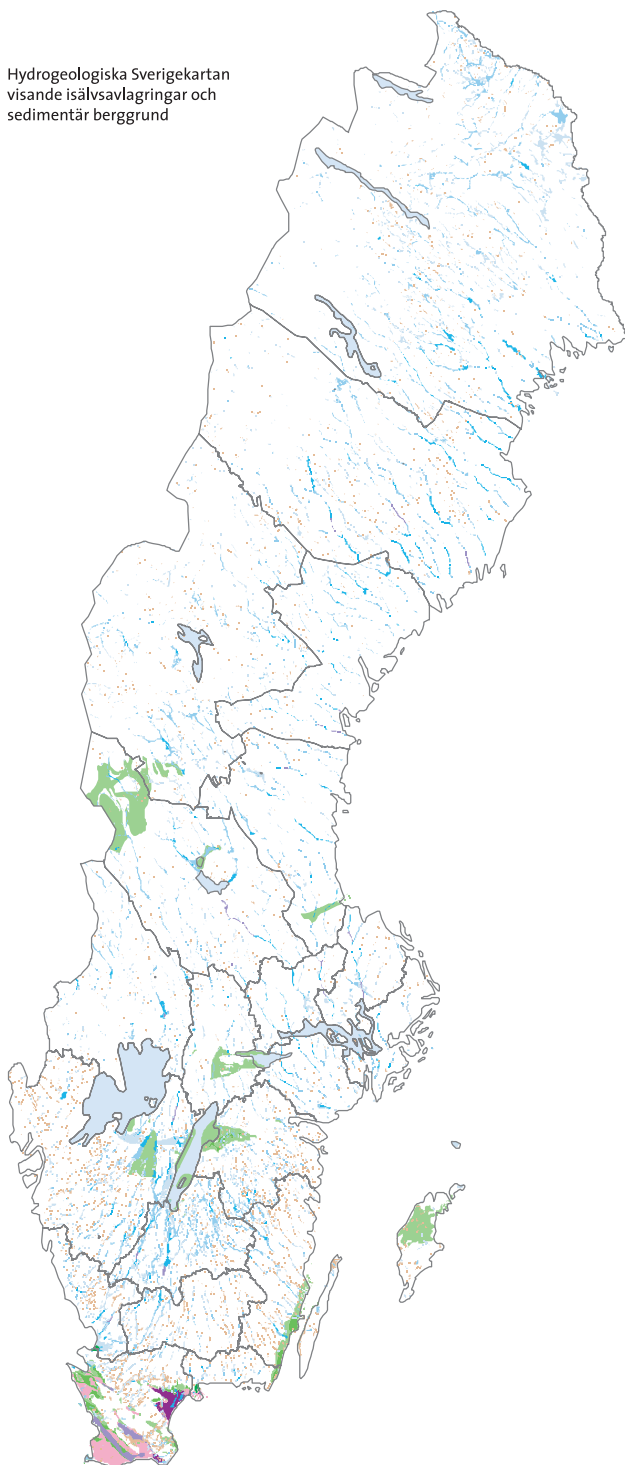 Hydrogeologiska Sverigekartan
visande isälvsavlagringar och
sedimentär berggrund